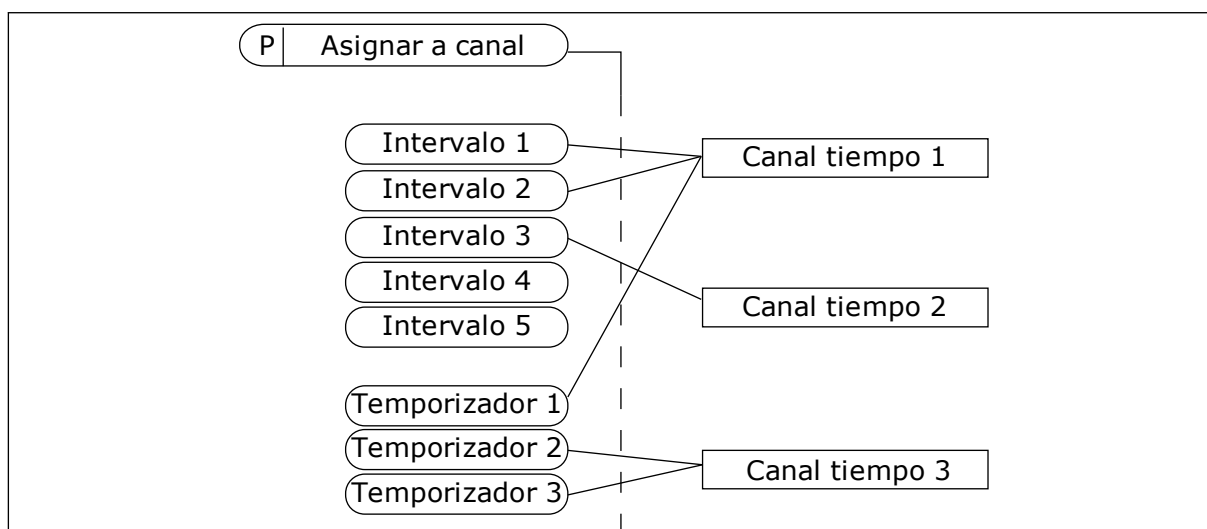 P Asignar a canal
Intervalo 1
Canal tiempo 1
Intervalo 2
Intervalo 3
Intervalo 4
Canal tiempo 2
Intervalo 5
Temporizador 1
Temporizador 2
Canal tiempo 3
Temporizador 3